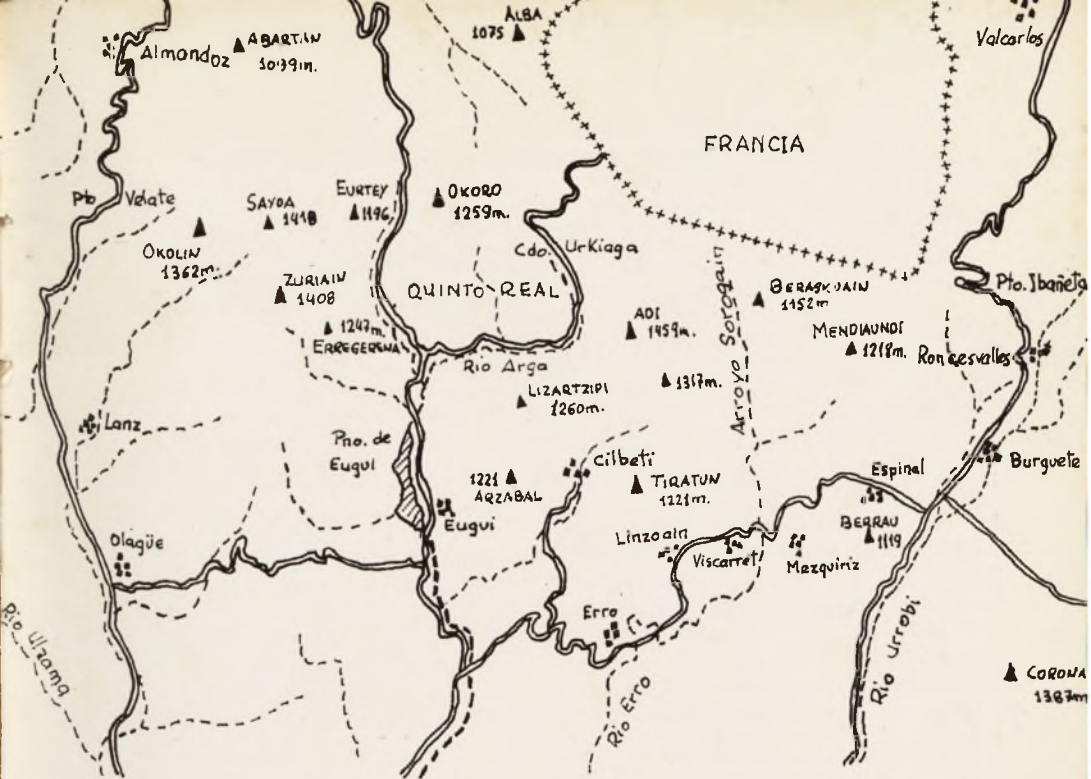 Almandoz
ABARTAN
1039m.
ALBA
1075
Valcarlos
FRANCIA
Pto Velate
OKOLIN
1362m.
SAYOA
1418
EURTEY
1196
OKORO
1259m.
Cdo. Urkiaga
ZURIAIN
1408
1247m.
ERREGERENA
QUINTO REAL
Rio Arga
ADI
1459m.
Arroyo Sorogain
BERASKOAIN
1152m
MENDIAUNDI
1218m.
Pto. Ibañeta
Roncesvalles
LIZARTZIPI
1260m.
1317m.
Lanz
Pno. de
Eugui
1221
ARZABAL
Cilbeti
TIRATUN
1221m.
Espinal
Burguete
Eugui
BERRAU
1119
Olagüe
Linzoain
Viscarret
Mezquiriz
Rio Ulzama
Erro
Rio Erro
Rio Urrobi
CORONA
1387m